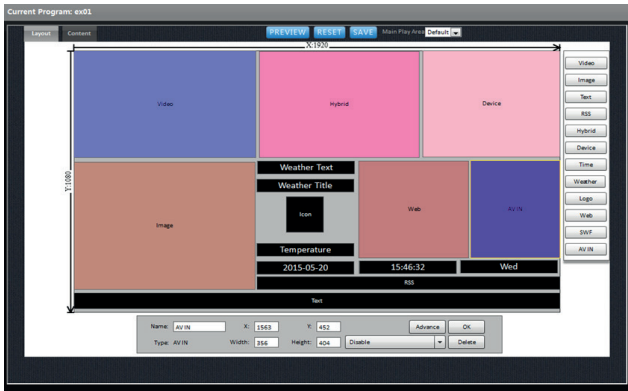 Current Program: ex01
Layout Content PREVIEW RESET SAVE Main Play Area Default
X:1920
Y:1080
Video Hybrid Device
Image
Weather Text
Weather Title
Icon
Temperature
Web AV IN
2015-05-20 15:46:32 Wed
RSS
Text
Video
Image
Text
RSS
Hybrid
Device
Time
Weather
Logo
Web
SWF
AV IN
Name: AV IN X: 1563 Y: 452 Advance OK
Type: AV IN Width: 356 Height: 404 Disable Delete